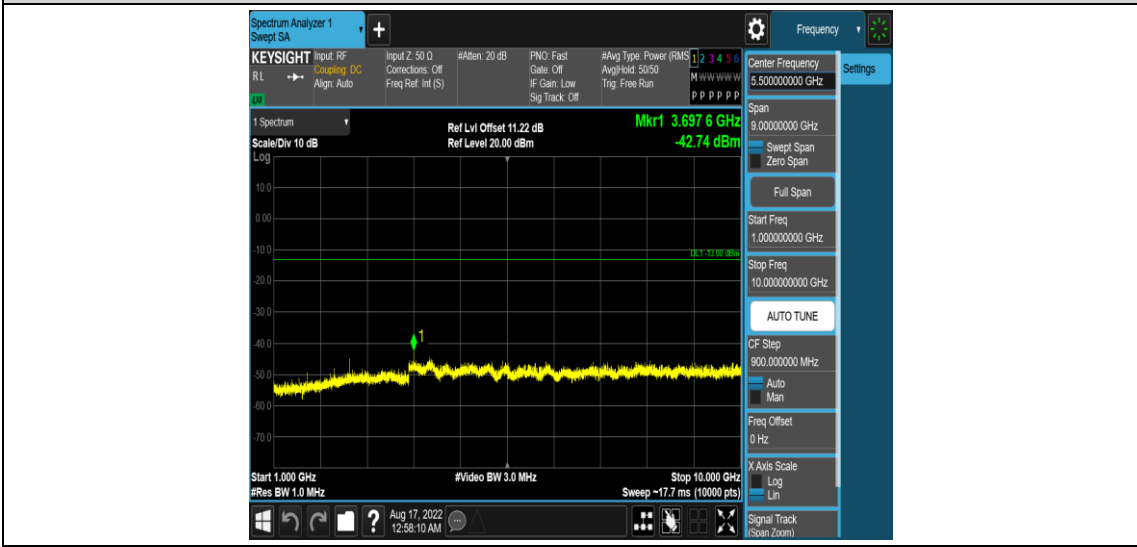 Spectrum Analyzer 1
Swept SA
+
Frequency
KEYSIGHT
R L
LXI
Input: RF
Coupling: DC
Align: Auto
Input Z: 50 Ω
Corrections: Off
Freq Ref: Int (S)
#Atten: 20 dB
PNO: Fast
Gate: Off
IF Gain: Low
Sig Track: Off
#Avg Type: Power (RMS
Avg|Hold: 50/50
Trig: Free Run
1 2 3 4 5 6
M W W W W W
P P P P P P
1 Spectrum
Scale/Div 10 dB
Log
Ref Lvl Offset 11.22 dB
Ref Level 20.00 dBm
Mkr1 3.697 6 GHz
-42.74 dBm
10.0
0.00
-10.0
DL1 -13.00 dBm
-20.0
-30.0
1
-40.0
-50.0
-60.0
-70.0
Start 1.000 GHz
#Res BW 1.0 MHz
#Video BW 3.0 MHz
Stop 10.000 GHz
Sweep ~17.7 ms (10000 pts)
Center Frequency
5.500000000 GHz
Settings
Span
9.00000000 GHz
Swept Span
Zero Span
Full Span
Start Freq
1.000000000 GHz
Stop Freq
10.000000000 GHz
AUTO TUNE
CF Step
900.000000 MHz
Auto
Man
Freq Offset
0 Hz
X Axis Scale
Log
Lin
Signal Track
(Span Zoom)
?
Aug 17, 2022
12:58:10 AM